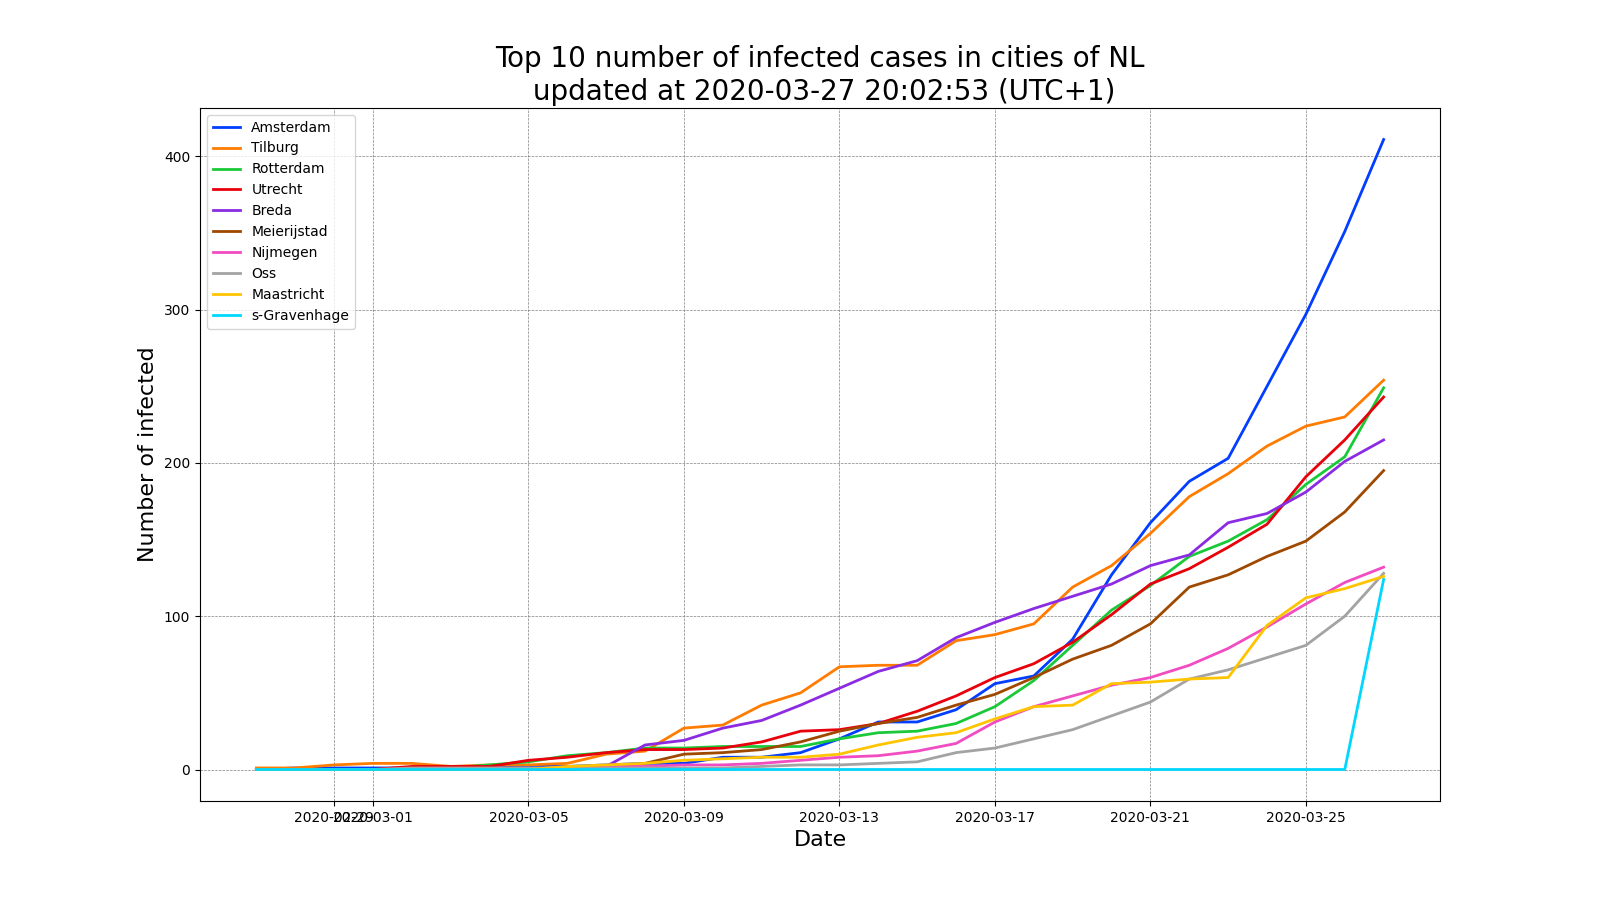 Top 10 number of infected cases in cities of NL
updated at 2020-03-27 20:02:53 (UTC+1)
Amsterdam
Tilburg
Rotterdam
Utrecht
Breda
Meierijstad
Nijmegen
Oss
Maastricht
s-Gravenhage
400
300
200
100
0
Number of infected
2020-02-29 2020-03-01 2020-03-05 2020-03-09 2020-03-13 2020-03-17 2020-03-21 2020-03-25
Date